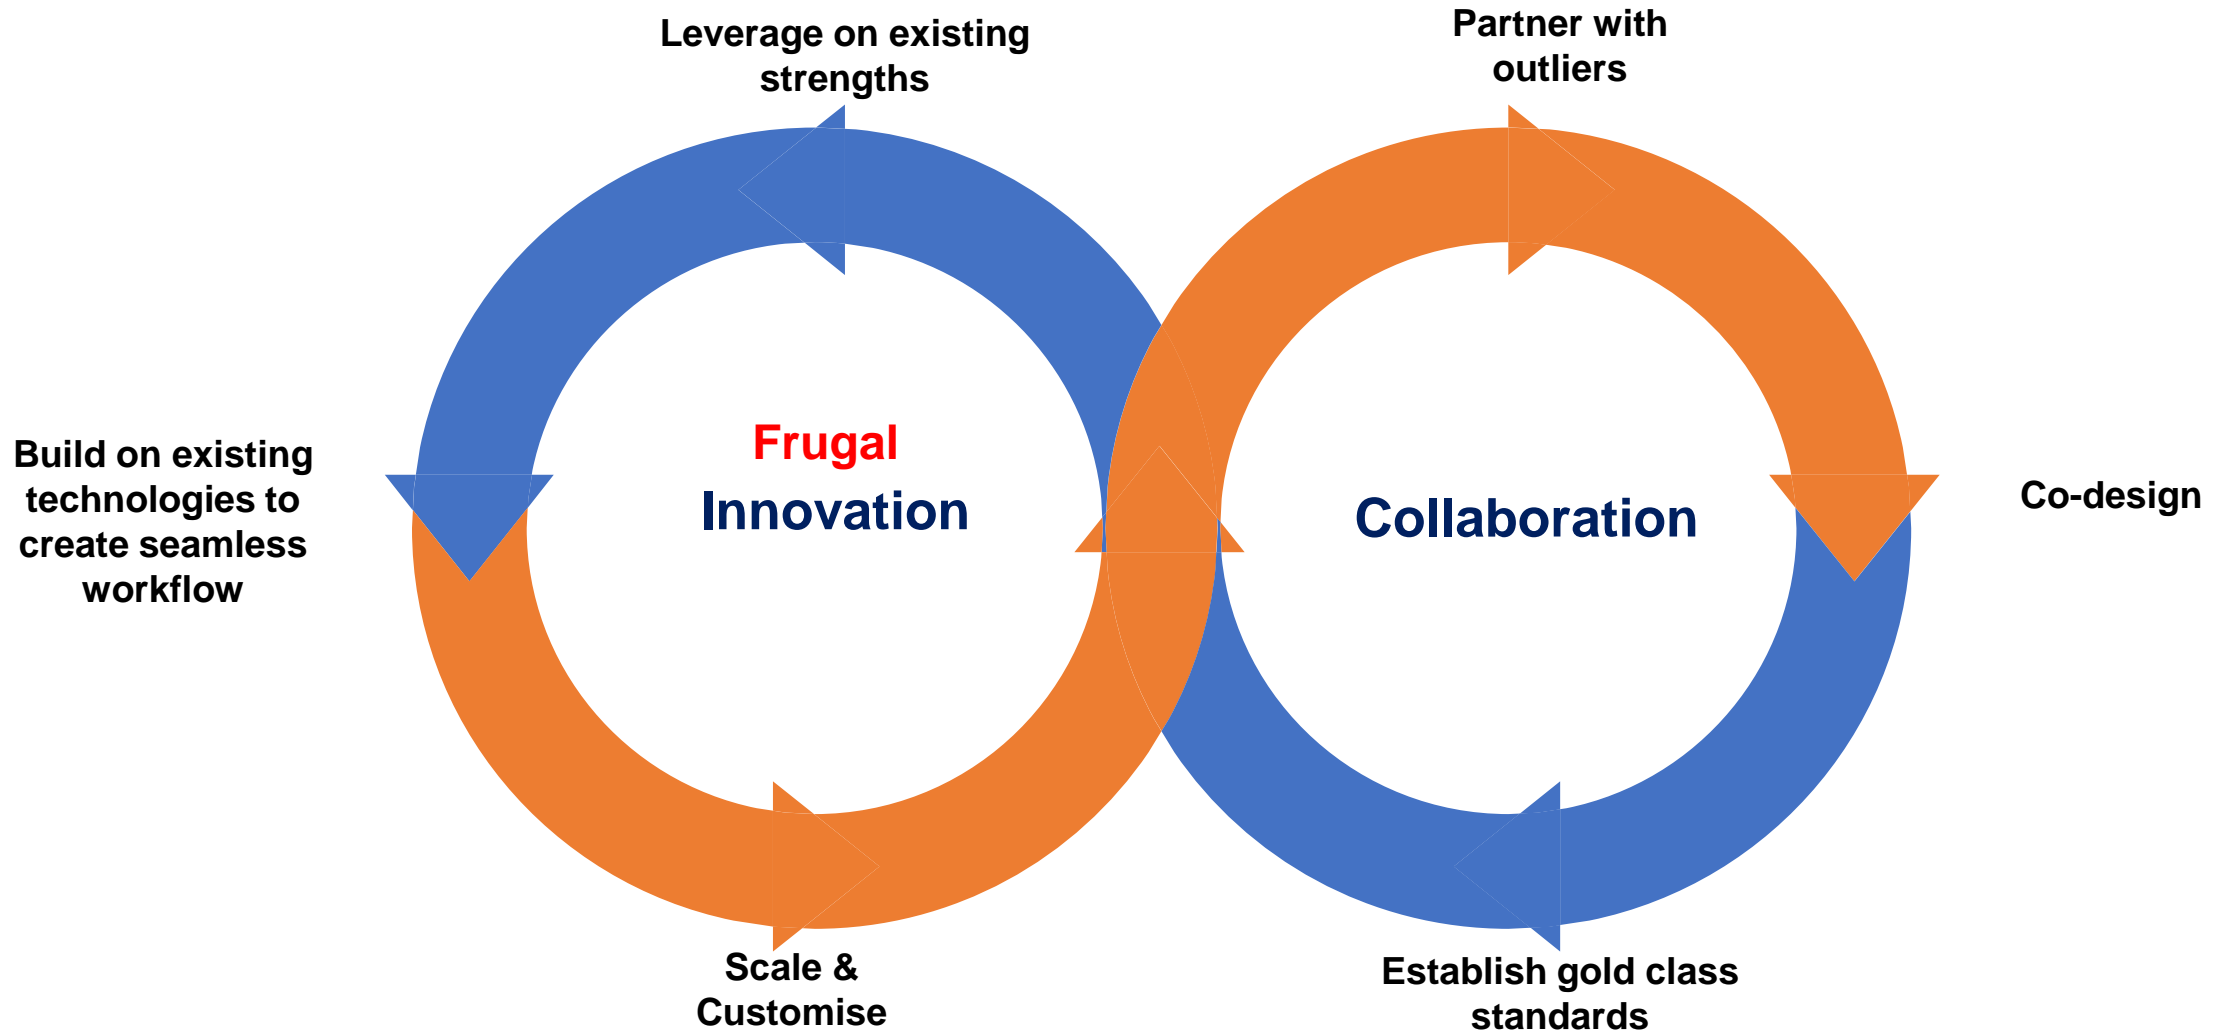 Leverage on existing
strengths
Partner with
outliers
Build on existing
technologies to
create seamless
workflow
Frugal
Innovation
Collaboration
Co-design
Scale &
Customise
Establish gold class
standards